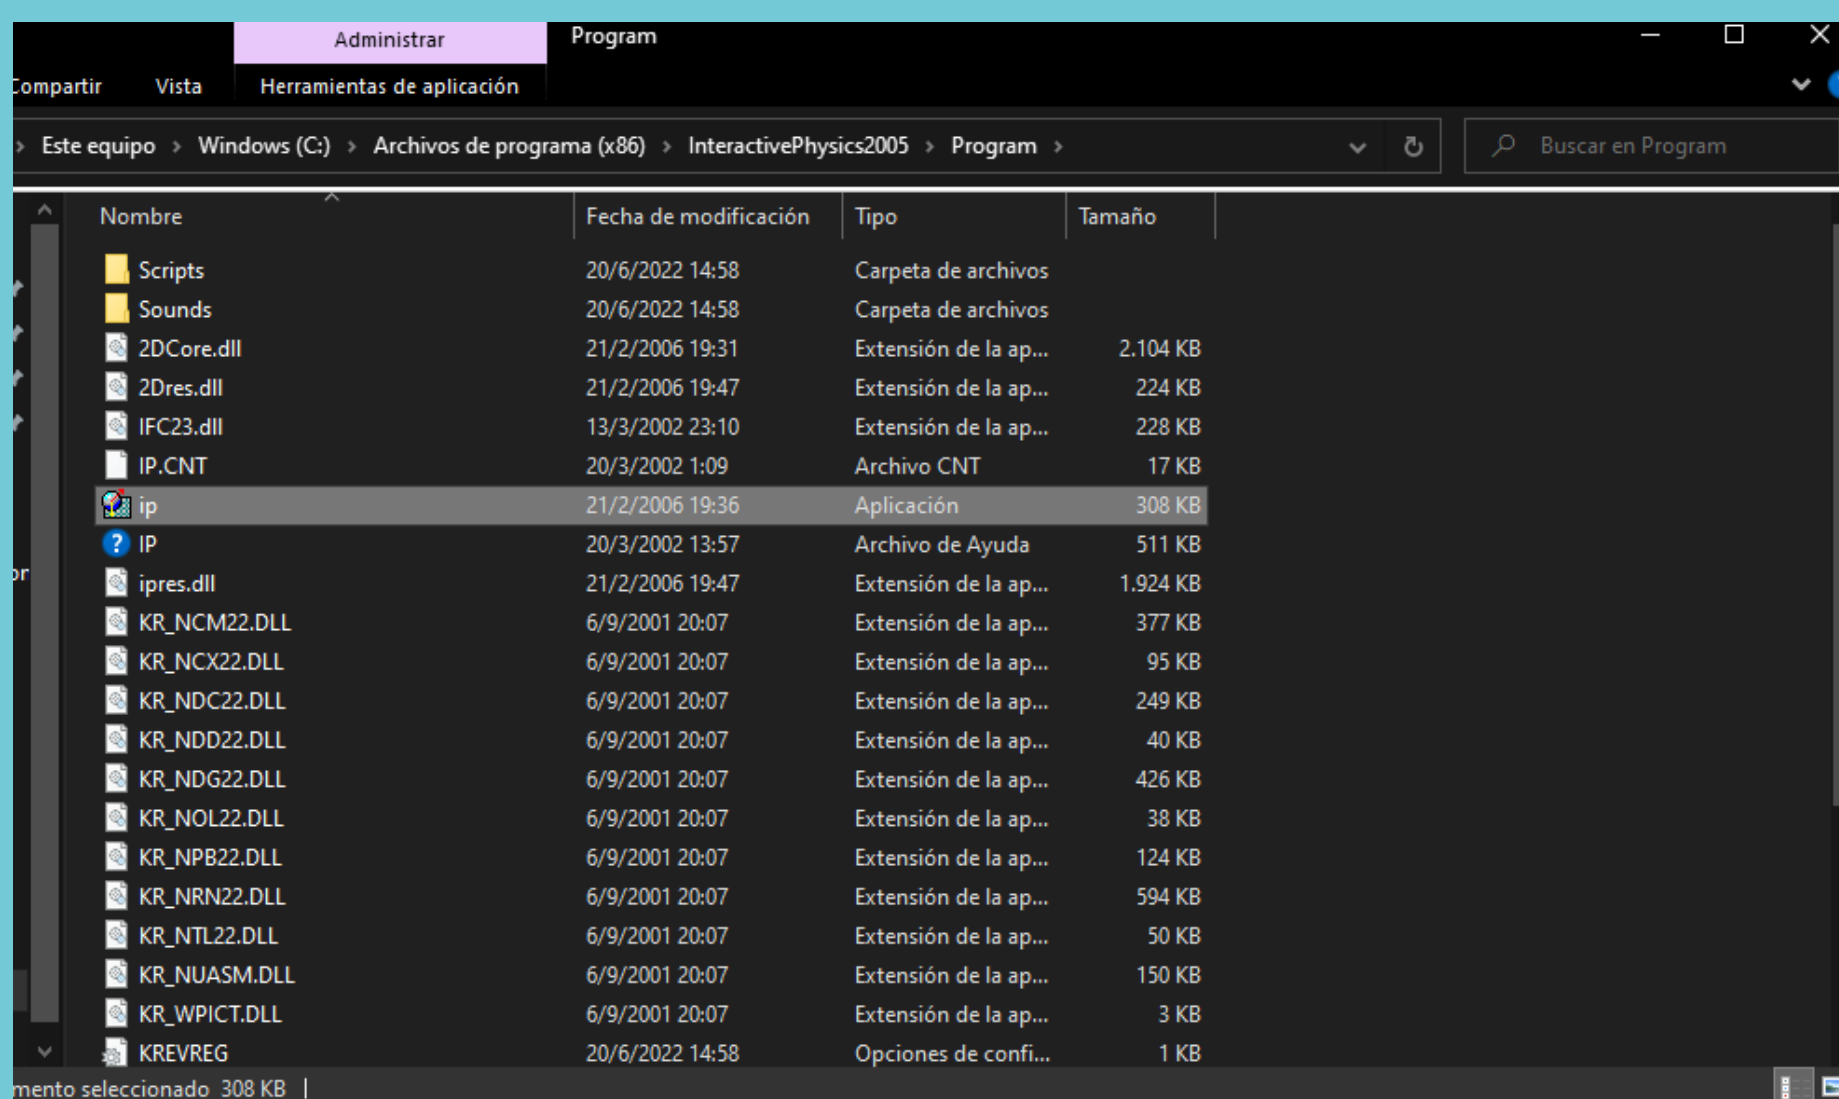 Administrar Program
Compartir Vista Herramientas de aplicación
Este equipo › Windows (C:) › Archivos de programa (x86) › InteractivePhysics2005 › Program › Buscar en Program
Nombre Fecha de modificación Tipo Tamaño
Scripts 20/6/2022 14:58 Carpeta de archivos
Sounds 20/6/2022 14:58 Carpeta de archivos
2DCore.dll 21/2/2006 19:31 Extensión de la ap... 2.104 KB
2Dres.dll 21/2/2006 19:47 Extensión de la ap... 224 KB
IFC23.dll 13/3/2002 23:10 Extensión de la ap... 228 KB
IP.CNT 20/3/2002 1:09 Archivo CNT 17 KB
ip 21/2/2006 19:36 Aplicación 308 KB
IP 20/3/2002 13:57 Archivo de Ayuda 511 KB
ipres.dll 21/2/2006 19:47 Extensión de la ap... 1.924 KB
KR_NCM22.DLL 6/9/2001 20:07 Extensión de la ap... 377 KB
KR_NCX22.DLL 6/9/2001 20:07 Extensión de la ap... 95 KB
KR_NDC22.DLL 6/9/2001 20:07 Extensión de la ap... 249 KB
KR_NDD22.DLL 6/9/2001 20:07 Extensión de la ap... 40 KB
KR_NDG22.DLL 6/9/2001 20:07 Extensión de la ap... 426 KB
KR_NOL22.DLL 6/9/2001 20:07 Extensión de la ap... 38 KB
KR_NPB22.DLL 6/9/2001 20:07 Extensión de la ap... 124 KB
KR_NRN22.DLL 6/9/2001 20:07 Extensión de la ap... 594 KB
KR_NTL22.DLL 6/9/2001 20:07 Extensión de la ap... 50 KB
KR_NUASM.DLL 6/9/2001 20:07 Extensión de la ap... 150 KB
KR_WPICT.DLL 6/9/2001 20:07 Extensión de la ap... 3 KB
KREVREG 20/6/2022 14:58 Opciones de confi... 1 KB
mento seleccionado 308 KB